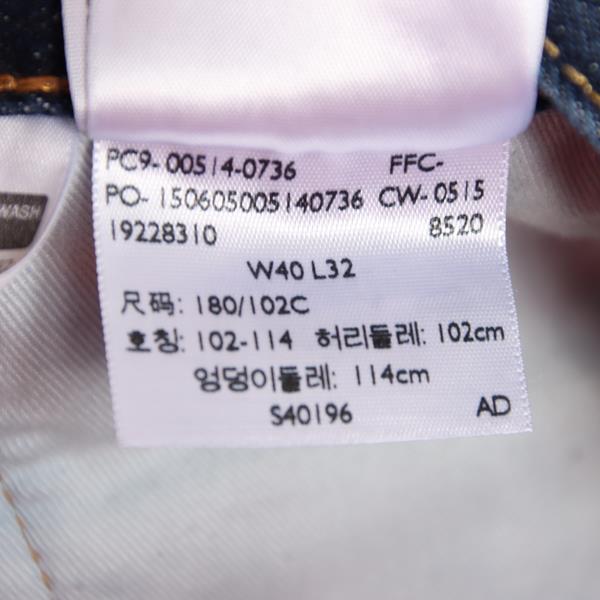 WASH
PC9- 00514-0736 FFC-
PO- 150605005140736 CW- 0515
19228310 8520
W40 L32
尺码: 180/102C
호칭: 102-114 허리둘레: 102cm
엉덩이둘레: 114cm
S40196 AD